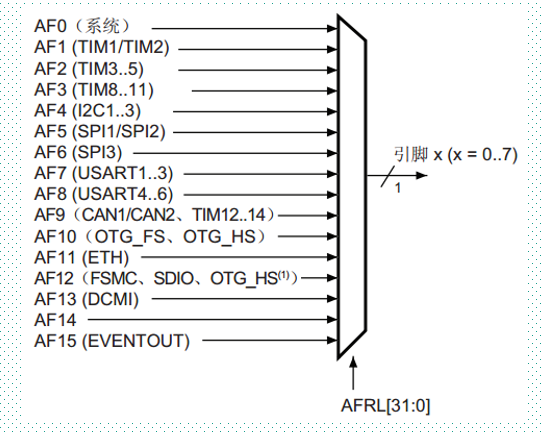 AF0（系统）
AF1 (TIM1/TIM2)
AF2 (TIM3..5)
AF3 (TIM8..11)
AF4 (I2C1..3)
AF5 (SPI1/SPI2)
AF6 (SPI3)
AF7 (USART1..3)
AF8 (USART4..6)
AF9（CAN1/CAN2、TIM12..14）
AF10（OTG_FS、OTG_HS）
AF11 (ETH)
AF12（FSMC、SDIO、OTG_HS(1)）
AF13 (DCMI)
AF14
AF15 (EVENTOUT)
引脚 x (x = 0..7)
1
AFRL[31:0]